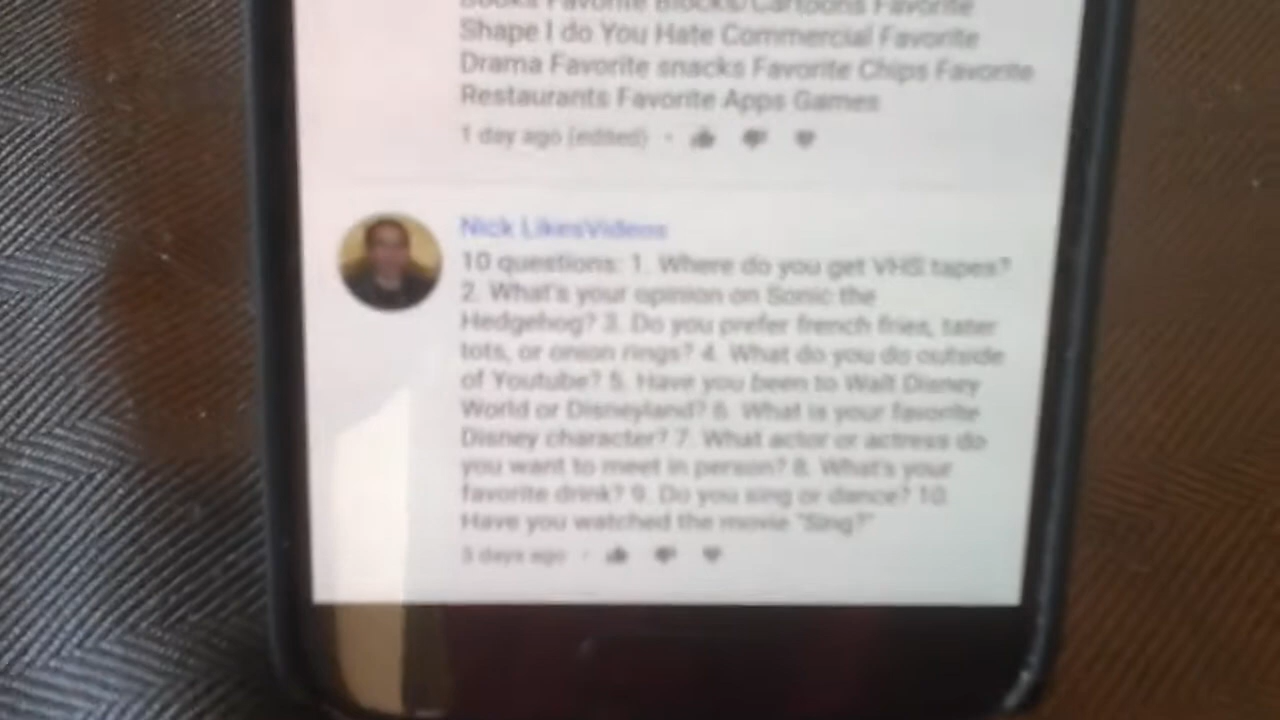 Books Favorite Blocks/Cartoons Favorite
Shape I do You Hate Commercial Favorite
Drama Favorite snacks Favorite Chips Favorite
Restaurants Favorite Apps Games
1 day ago (edited)
Nick LikesVideos
10 questions: 1. Where do you get VHS tapes?
2. What's your opinion on Sonic the
Hedgehog? 3. Do you prefer french fries, tater
tots, or onion rings? 4. What do you do outside
of Youtube? 5. Have you been to Walt Disney
World or Disneyland? 6. What is your favorite
Disney character? 7. What actor or actress do
you want to meet in person? 8. What's your
favorite drink? 9. Do you sing or dance? 10.
Have you watched the movie "Sing?"
3 days ago